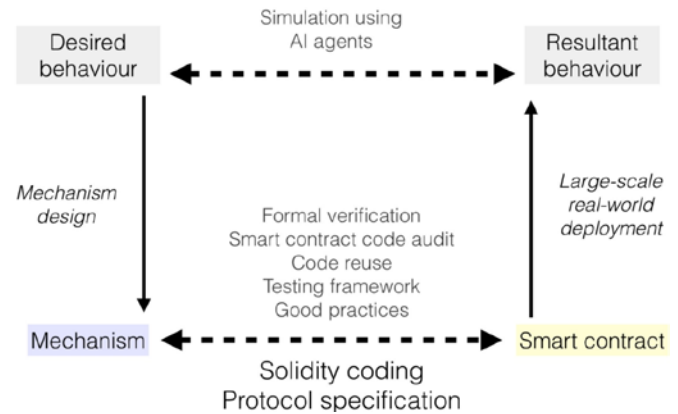 Simulation using
AI agents
Desired
behaviour
Resultant
behaviour
Mechanism
design
Large-scale
real-world
deployment
Formal verification
Smart contract code audit
Code reuse
Testing framework
Good practices
Mechanism
Smart contract
Solidity coding
Protocol specification